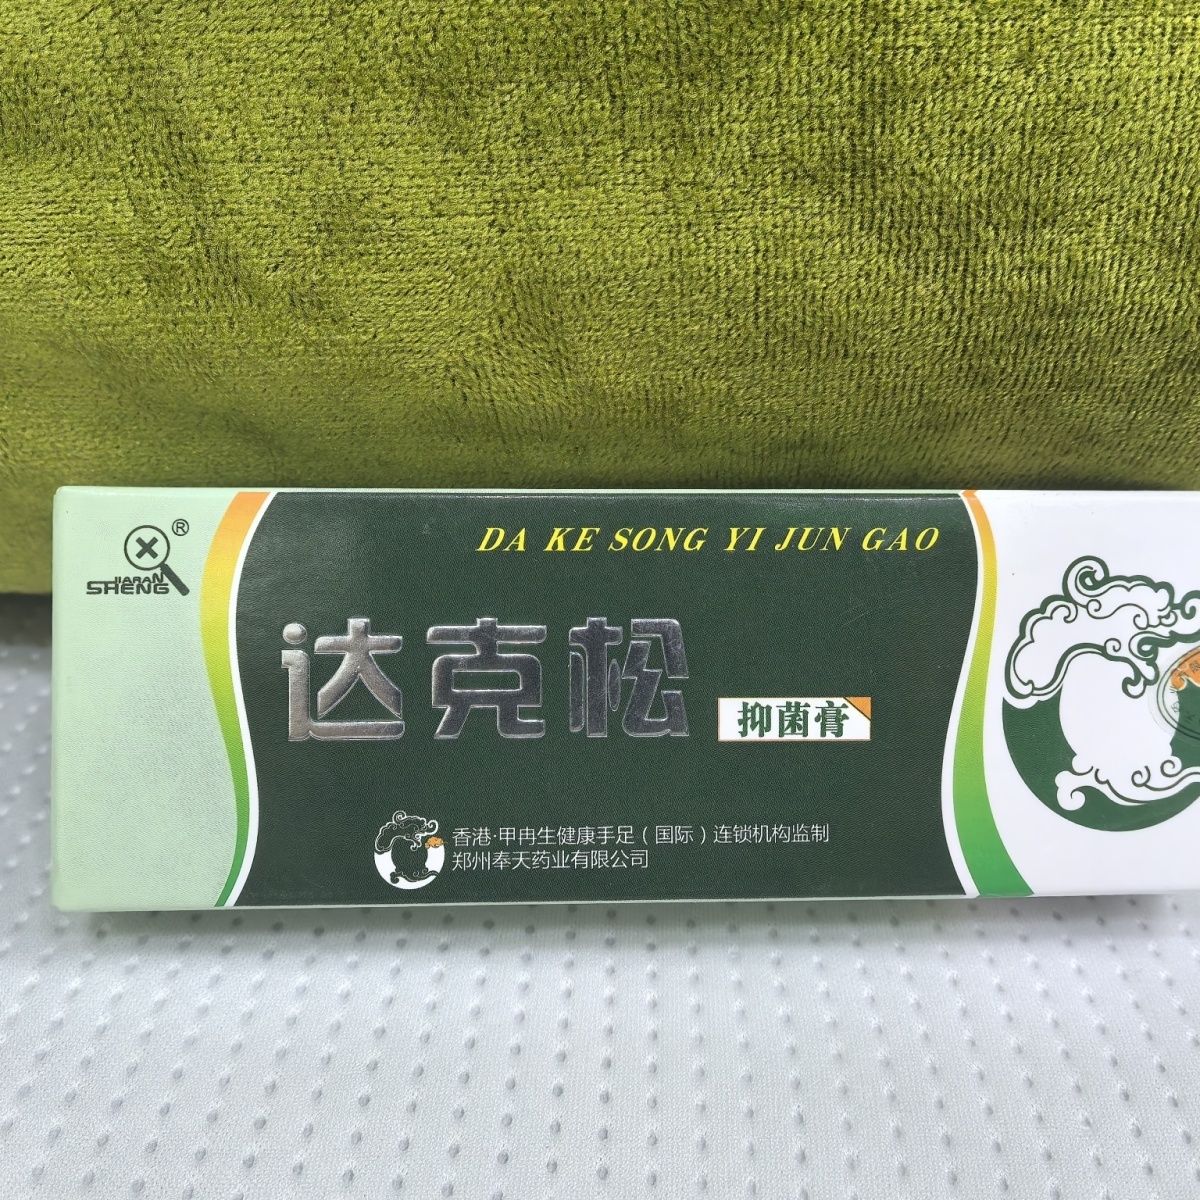 DA KE SONG YI JUN GAO
®
JIARAN
SHENG
达克松
抑菌膏
香港·甲冉生健康手足(国际)连锁机构监制
郑州奉天药业有限公司